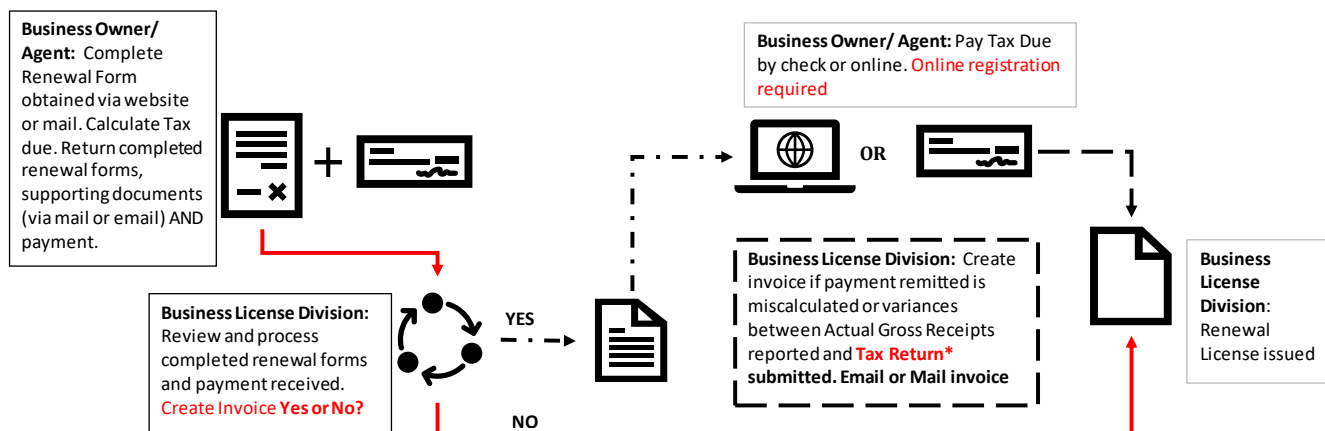 Business Owner/
Agent: Complete
Renewal Form
obtained via website
or mail. Calculate Tax
due. Return completed
renewal forms,
supporting documents
(via mail or email) AND
payment.
Business License Division:
Review and process
completed renewal forms
and payment received.
Create Invoice Yes or No?
YES
NO
Business Owner/ Agent: Pay Tax Due
by check or online. Online registration
required
OR
Business License Division: Create
invoice if payment remitted is
miscalculated or variances
between Actual Gross Receipts
reported and Tax Return*
submitted. Email or Mail invoice
Business
License
Division:
Renewal
License issued